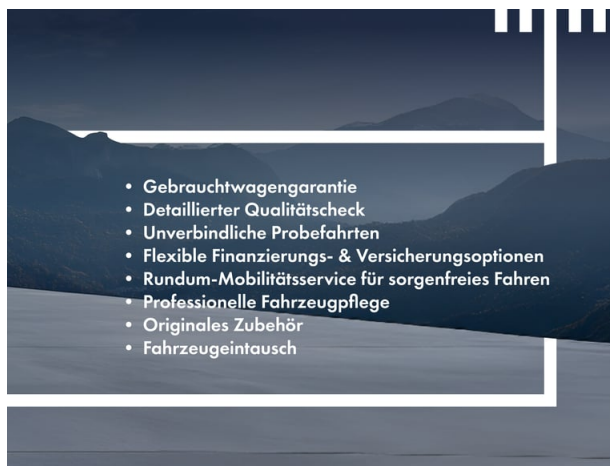 • Gebrauchtwagengarantie
• Detaillierter Qualitätscheck
• Unverbindliche Probefahrten
• Flexible Finanzierungs- & Versicherungsoptionen
• Rundum-Mobilitätsservice für sorgenfreies Fahren
• Professionelle Fahrzeugpflege
• Originales Zubehör
• Fahrzeugeintausch